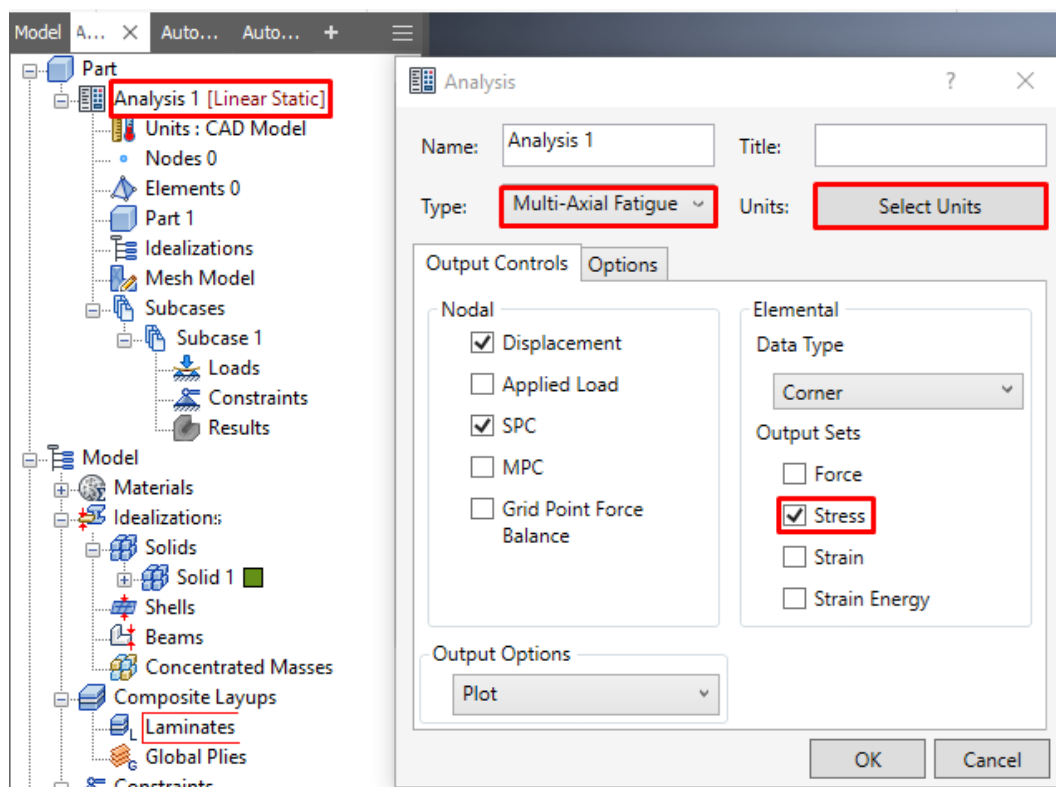 Model A... Auto... Auto... +
Part
Analysis 1 [Linear Static]
Units : CAD Model
Nodes 0
Elements 0
Part 1
Idealizations
Mesh Model
Subcases
Subcase 1
Loads
Constraints
Results
Model
Materials
Idealizations
Solids
Solid 1
Shells
Beams
Concentrated Masses
Composite Layups
Laminates
Global Plies
Constraints
Analysis ?
Name: Analysis 1 Title:
Type: Multi-Axial Fatigue Units: Select Units
Output Controls Options
Nodal
Displacement
Applied Load
SPC
MPC
Grid Point Force
Balance
Elemental
Data Type
Corner
Output Sets
Force
Stress
Strain
Strain Energy
Output Options
Plot
OK Cancel